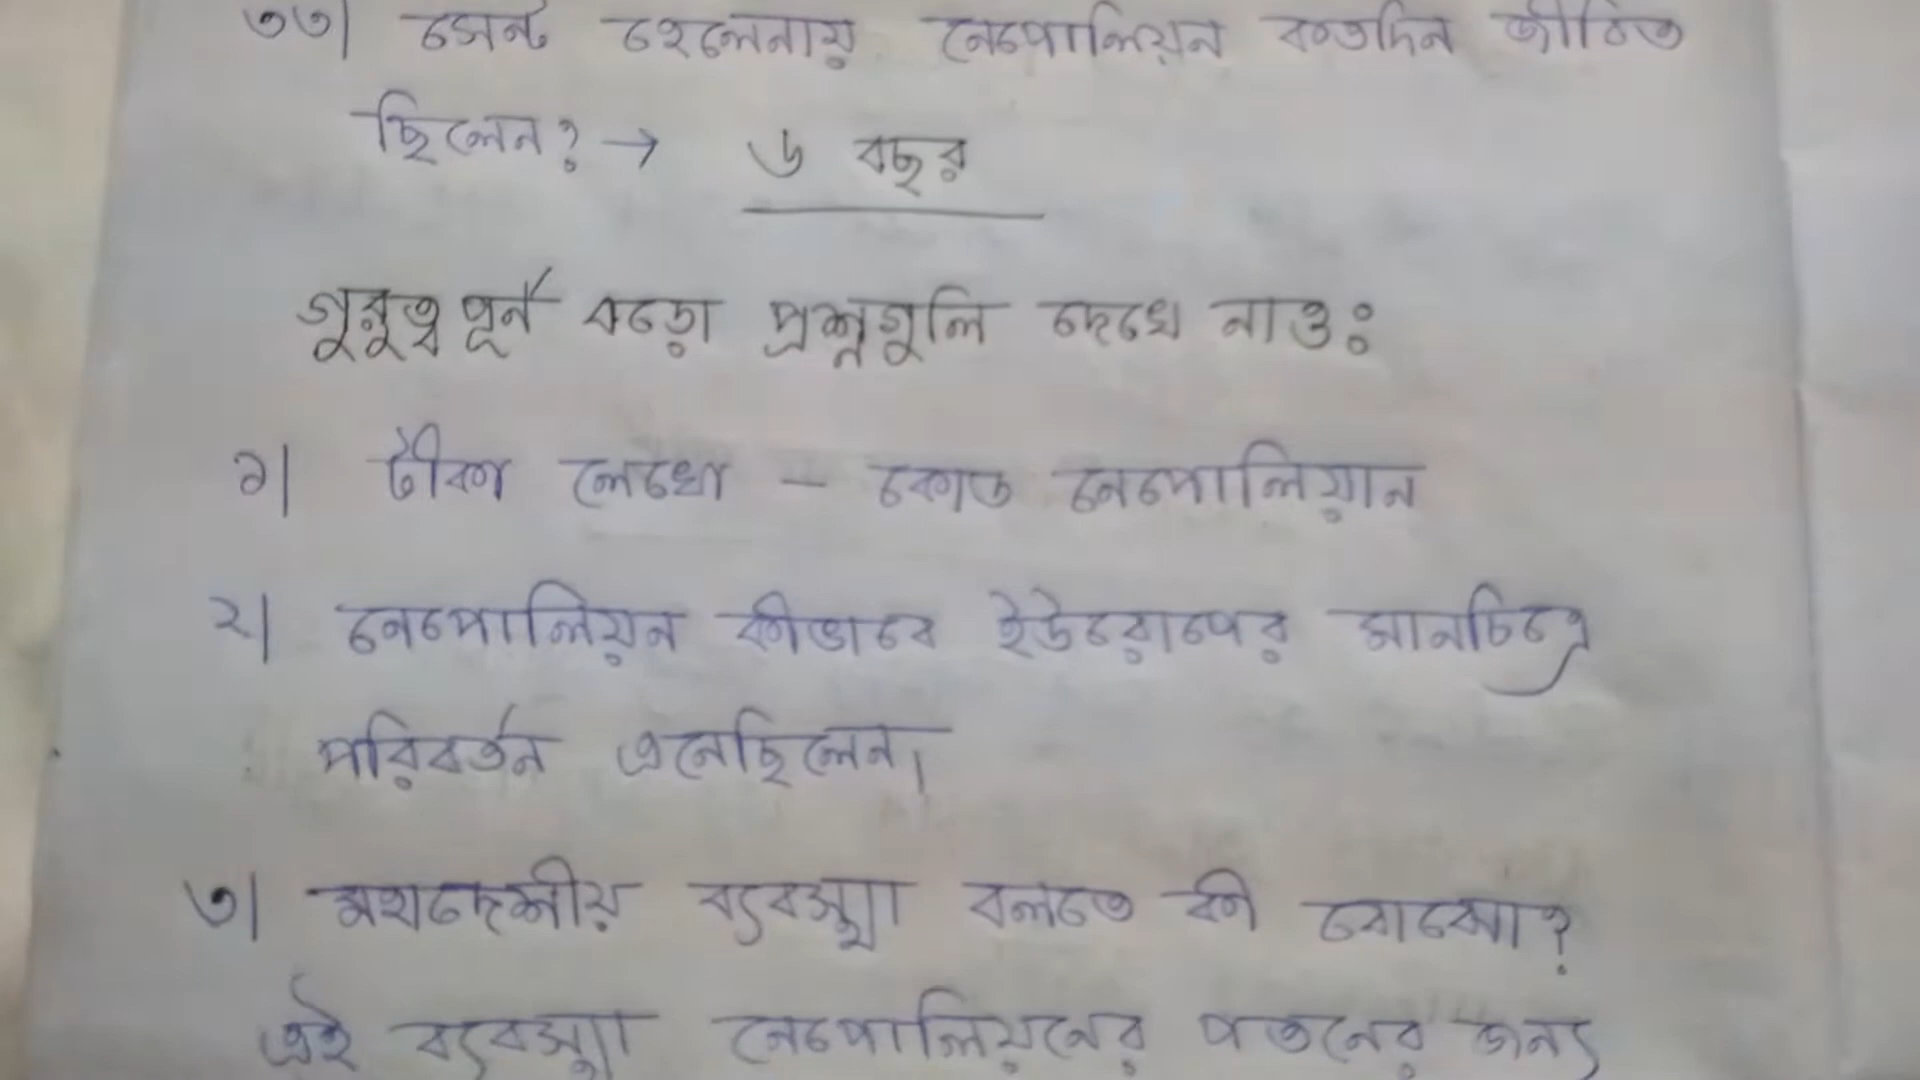 ৩৩| সেন্ট হেলেনায় নেপোলিয়ন কতদিন জীবিত
ছিলেন? → ৬ বছর
গুরুত্বপূর্ন বড়ো প্রশ্নগুলি দেখে নাওঃ
১| টীকা লেখো – কোড নেপোলিয়ান
২| নেপোলিয়ন কীভাবে ইউরোপের মানচিত্রে
পরিবর্তন এনেছিলেন।
৩| মহাদেশীয় ব্যবস্থা বলতে কী বোঝো?
এই ব্যবস্থা নেপোলিয়নের পতনের জন্য